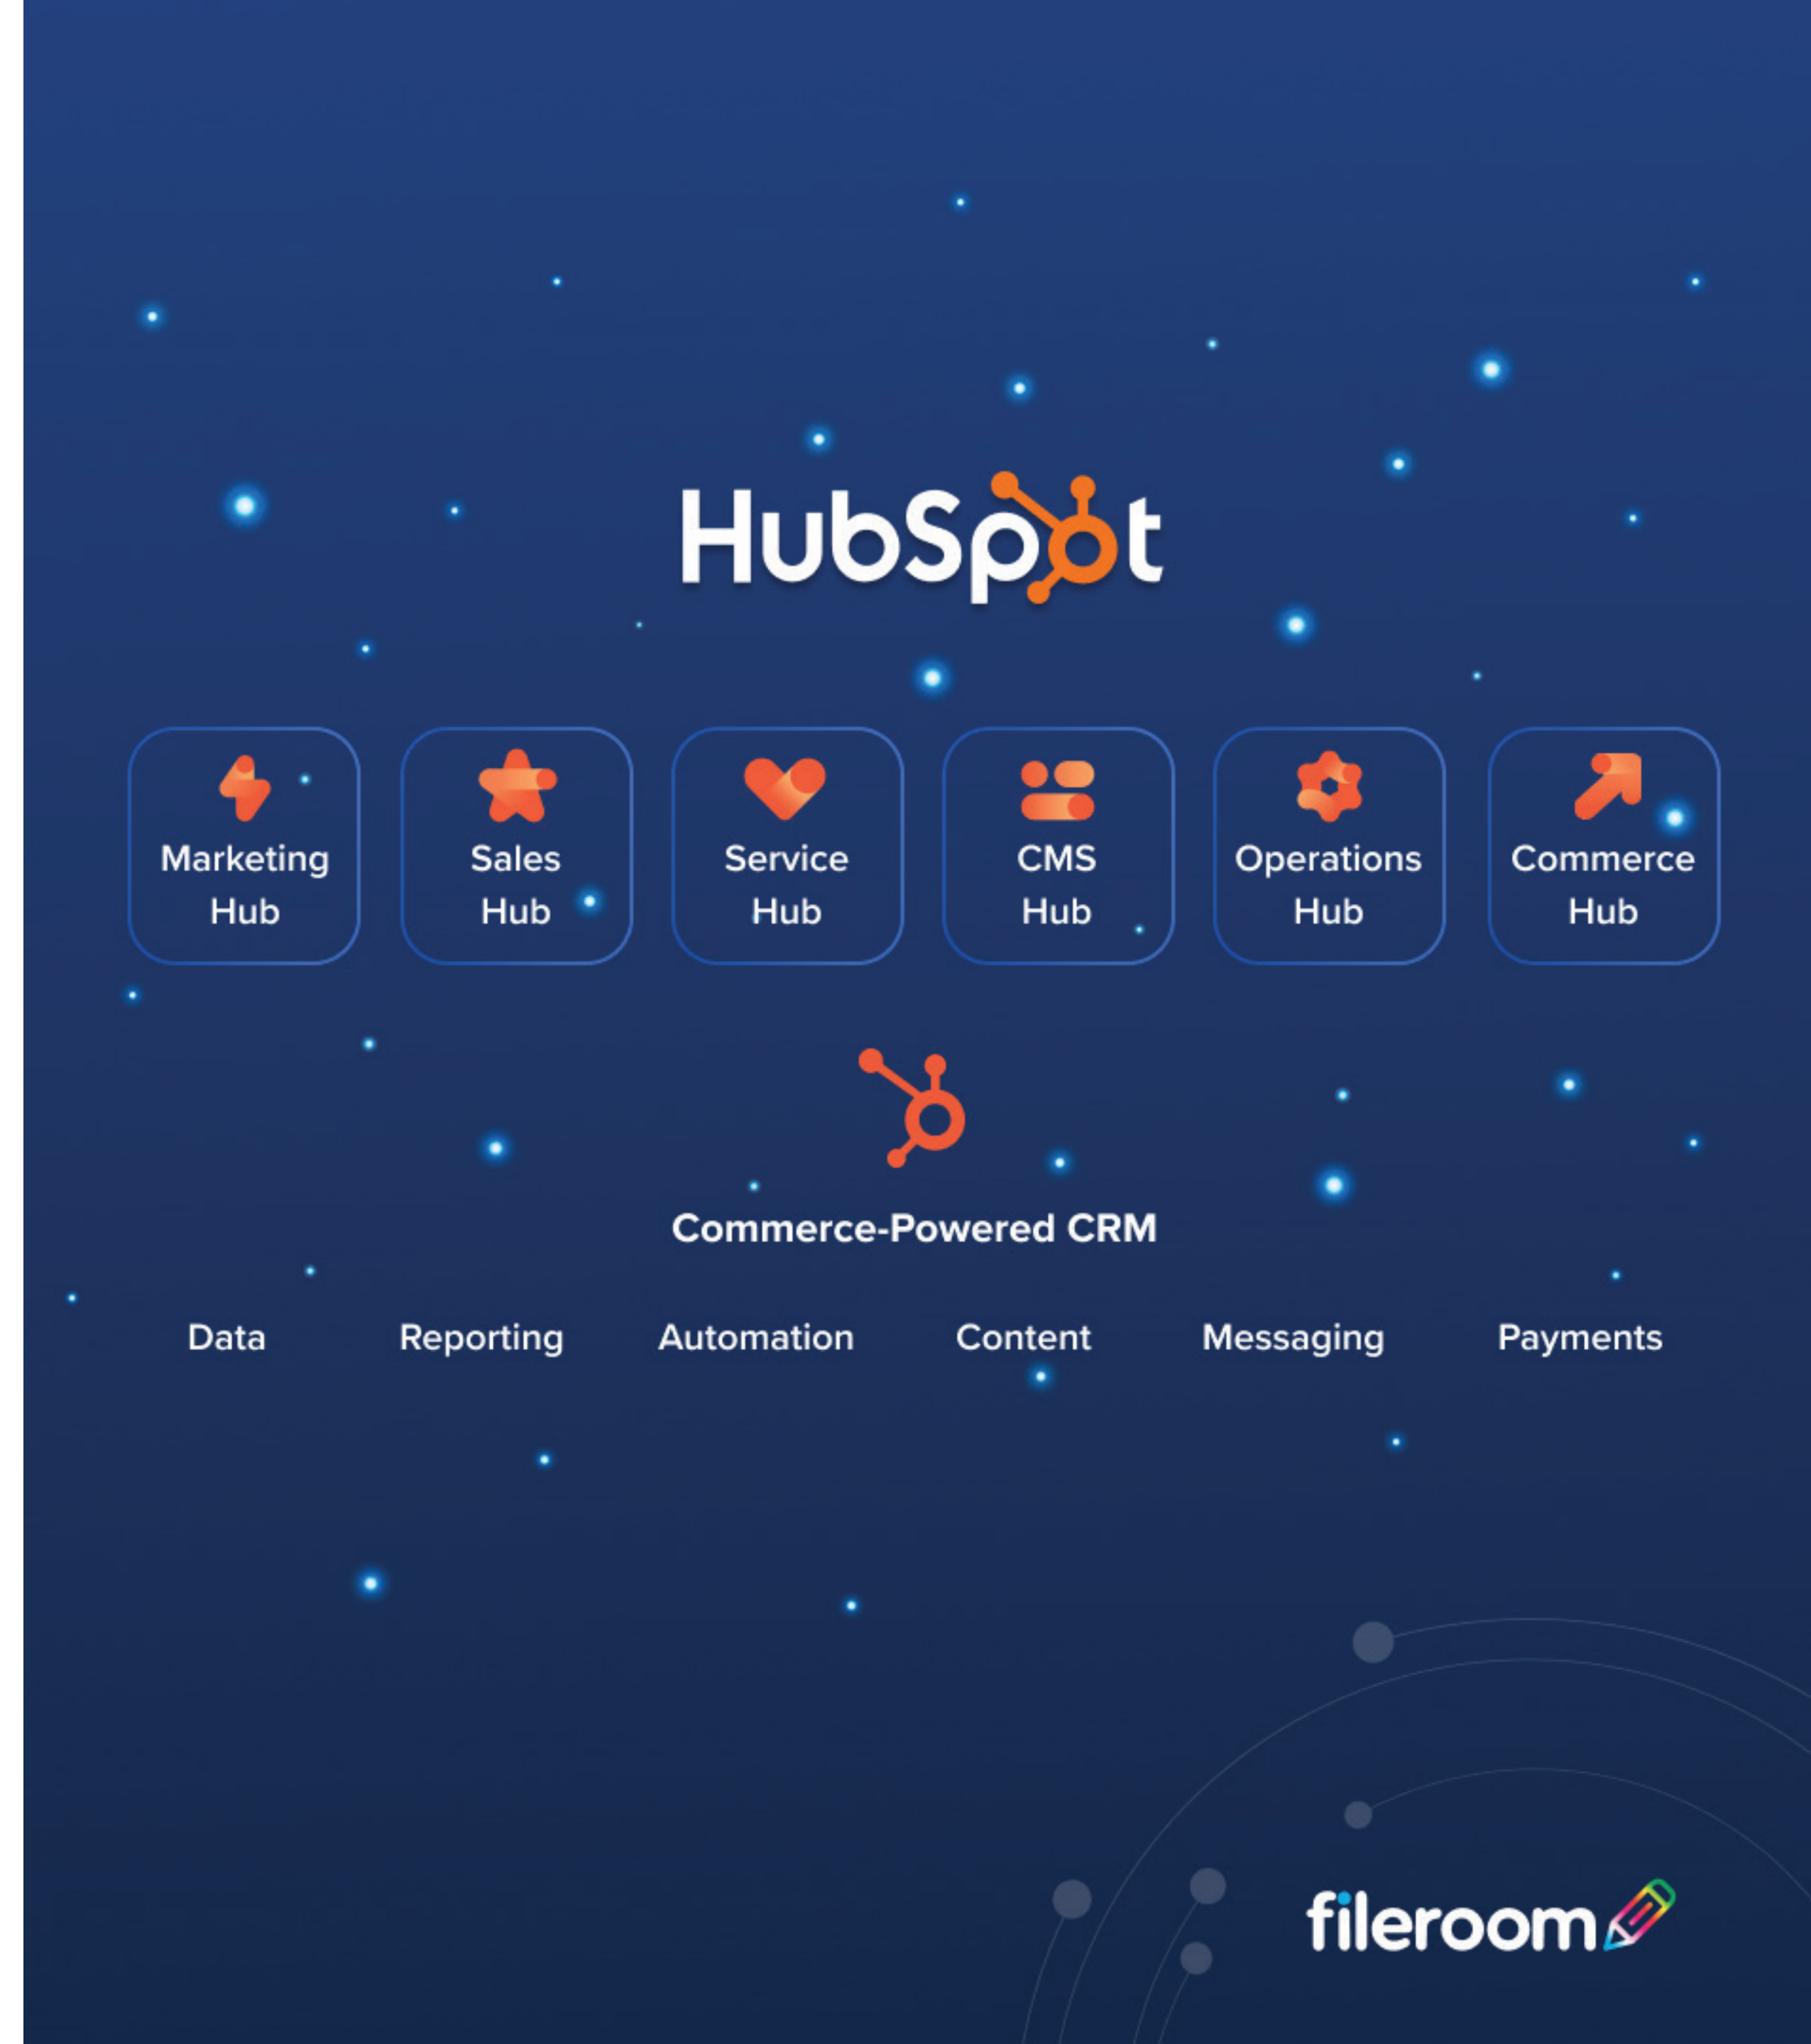 HubSpot
Marketing
Hub
Sales
Hub
Service
Hub
CMS
Hub
Operations
Hub
Commerce
Hub
Commerce-Powered CRM
Data
Reporting
Automation
Content
Messaging
Payments
fileroom